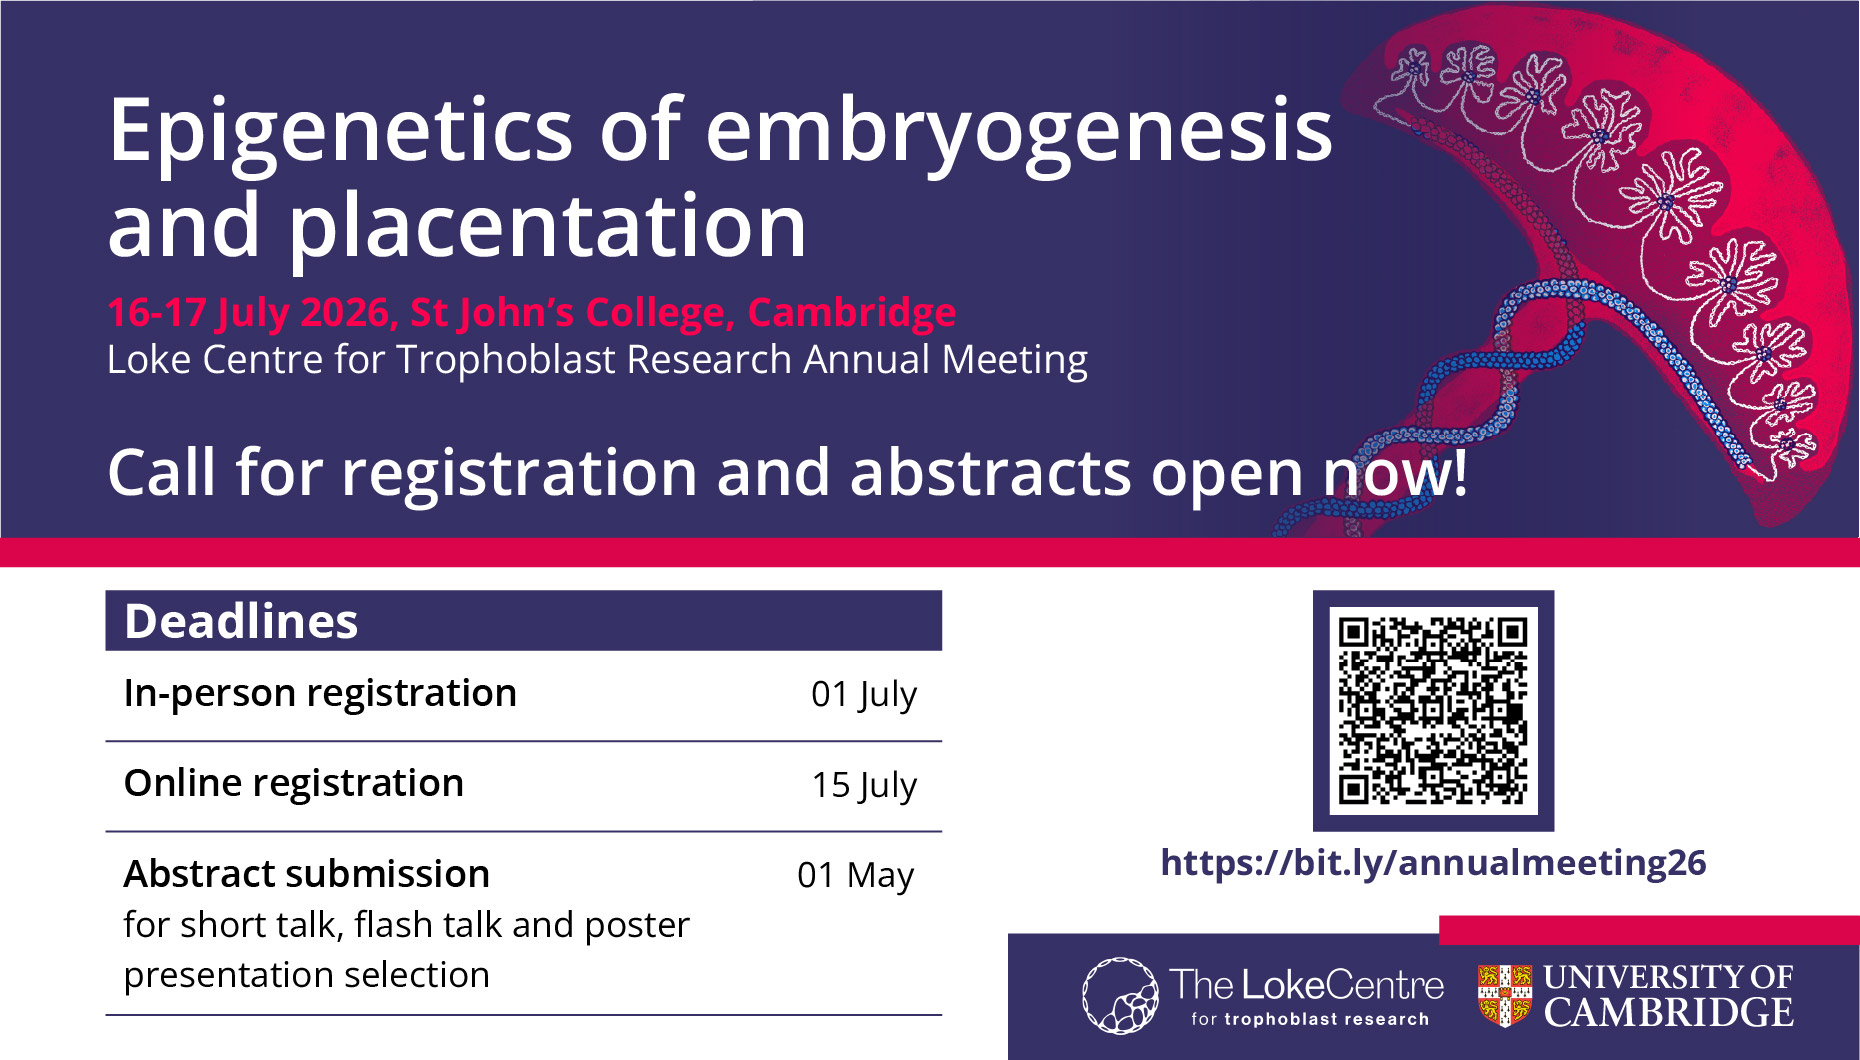 Epigenetics of embryogenesis
and placentation
16-17 July 2026, St John’s College, Cambridge
Loke Centre for Trophoblast Research Annual Meeting
Call for registration and abstracts open now!
Deadlines
In-person registration 01 July
Online registration 15 July
Abstract submission 01 May
for short talk, flash talk and poster
presentation selection
https://bit.ly/annualmeeting26
The LokeCentre
for trophoblast research
UNIVERSITY OF
CAMBRIDGE